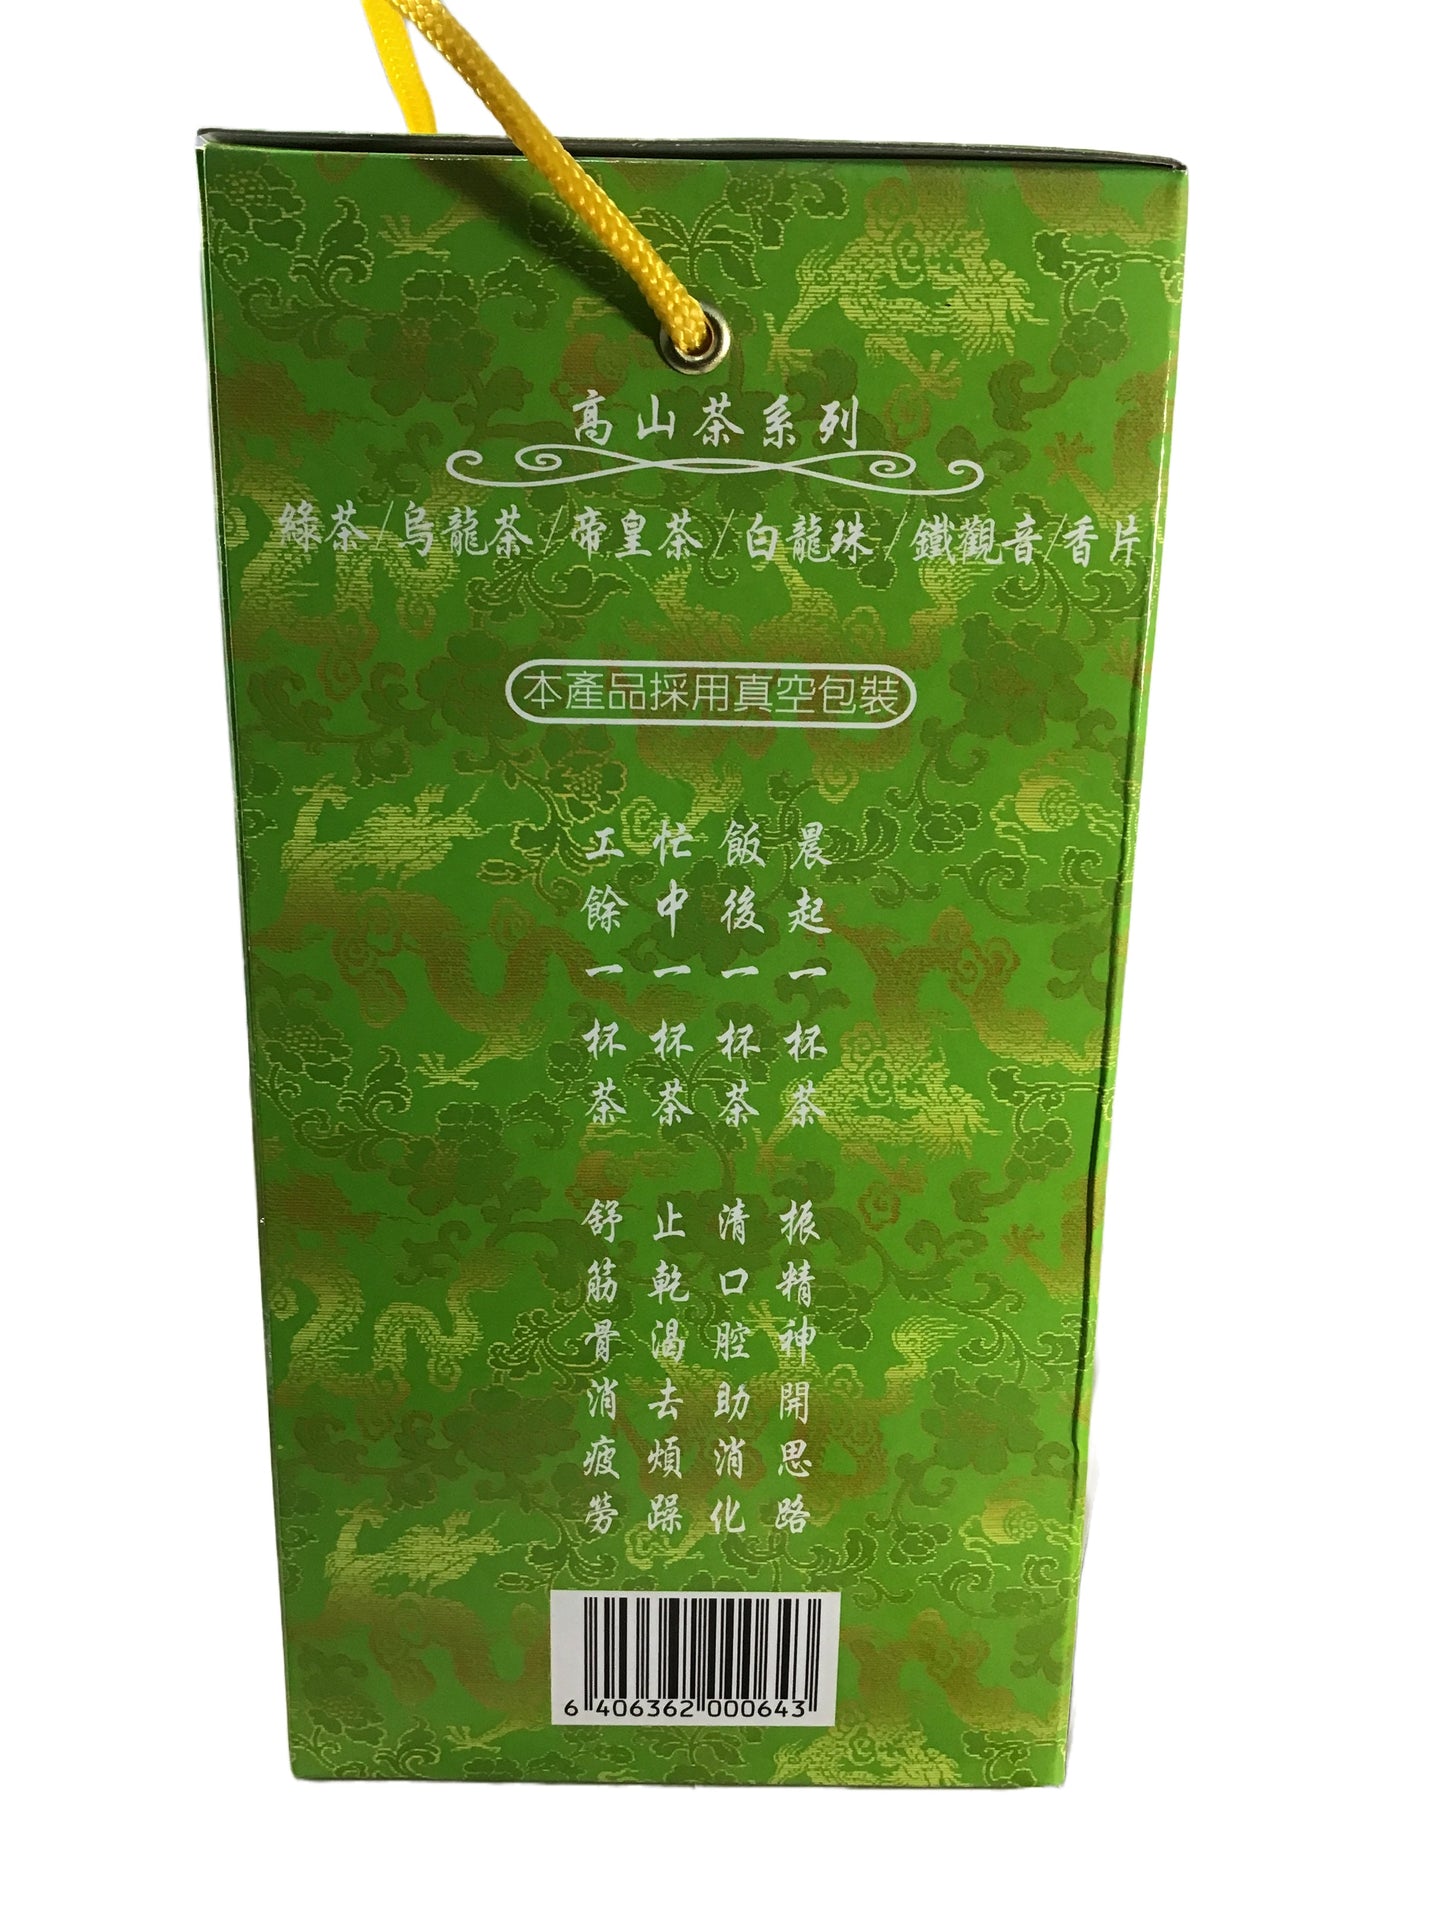 高山茶系列
綠茶/烏龍茶/帝皇茶/白龍珠/鐵觀音/香片
本產品採用真空包裝
晨起一杯茶 振精神開思路
飯後一杯茶 清口腔助消化
忙中一杯茶 止乾渴去煩躁
工餘一杯茶 舒筋骨消疲勞
6 406362 000643